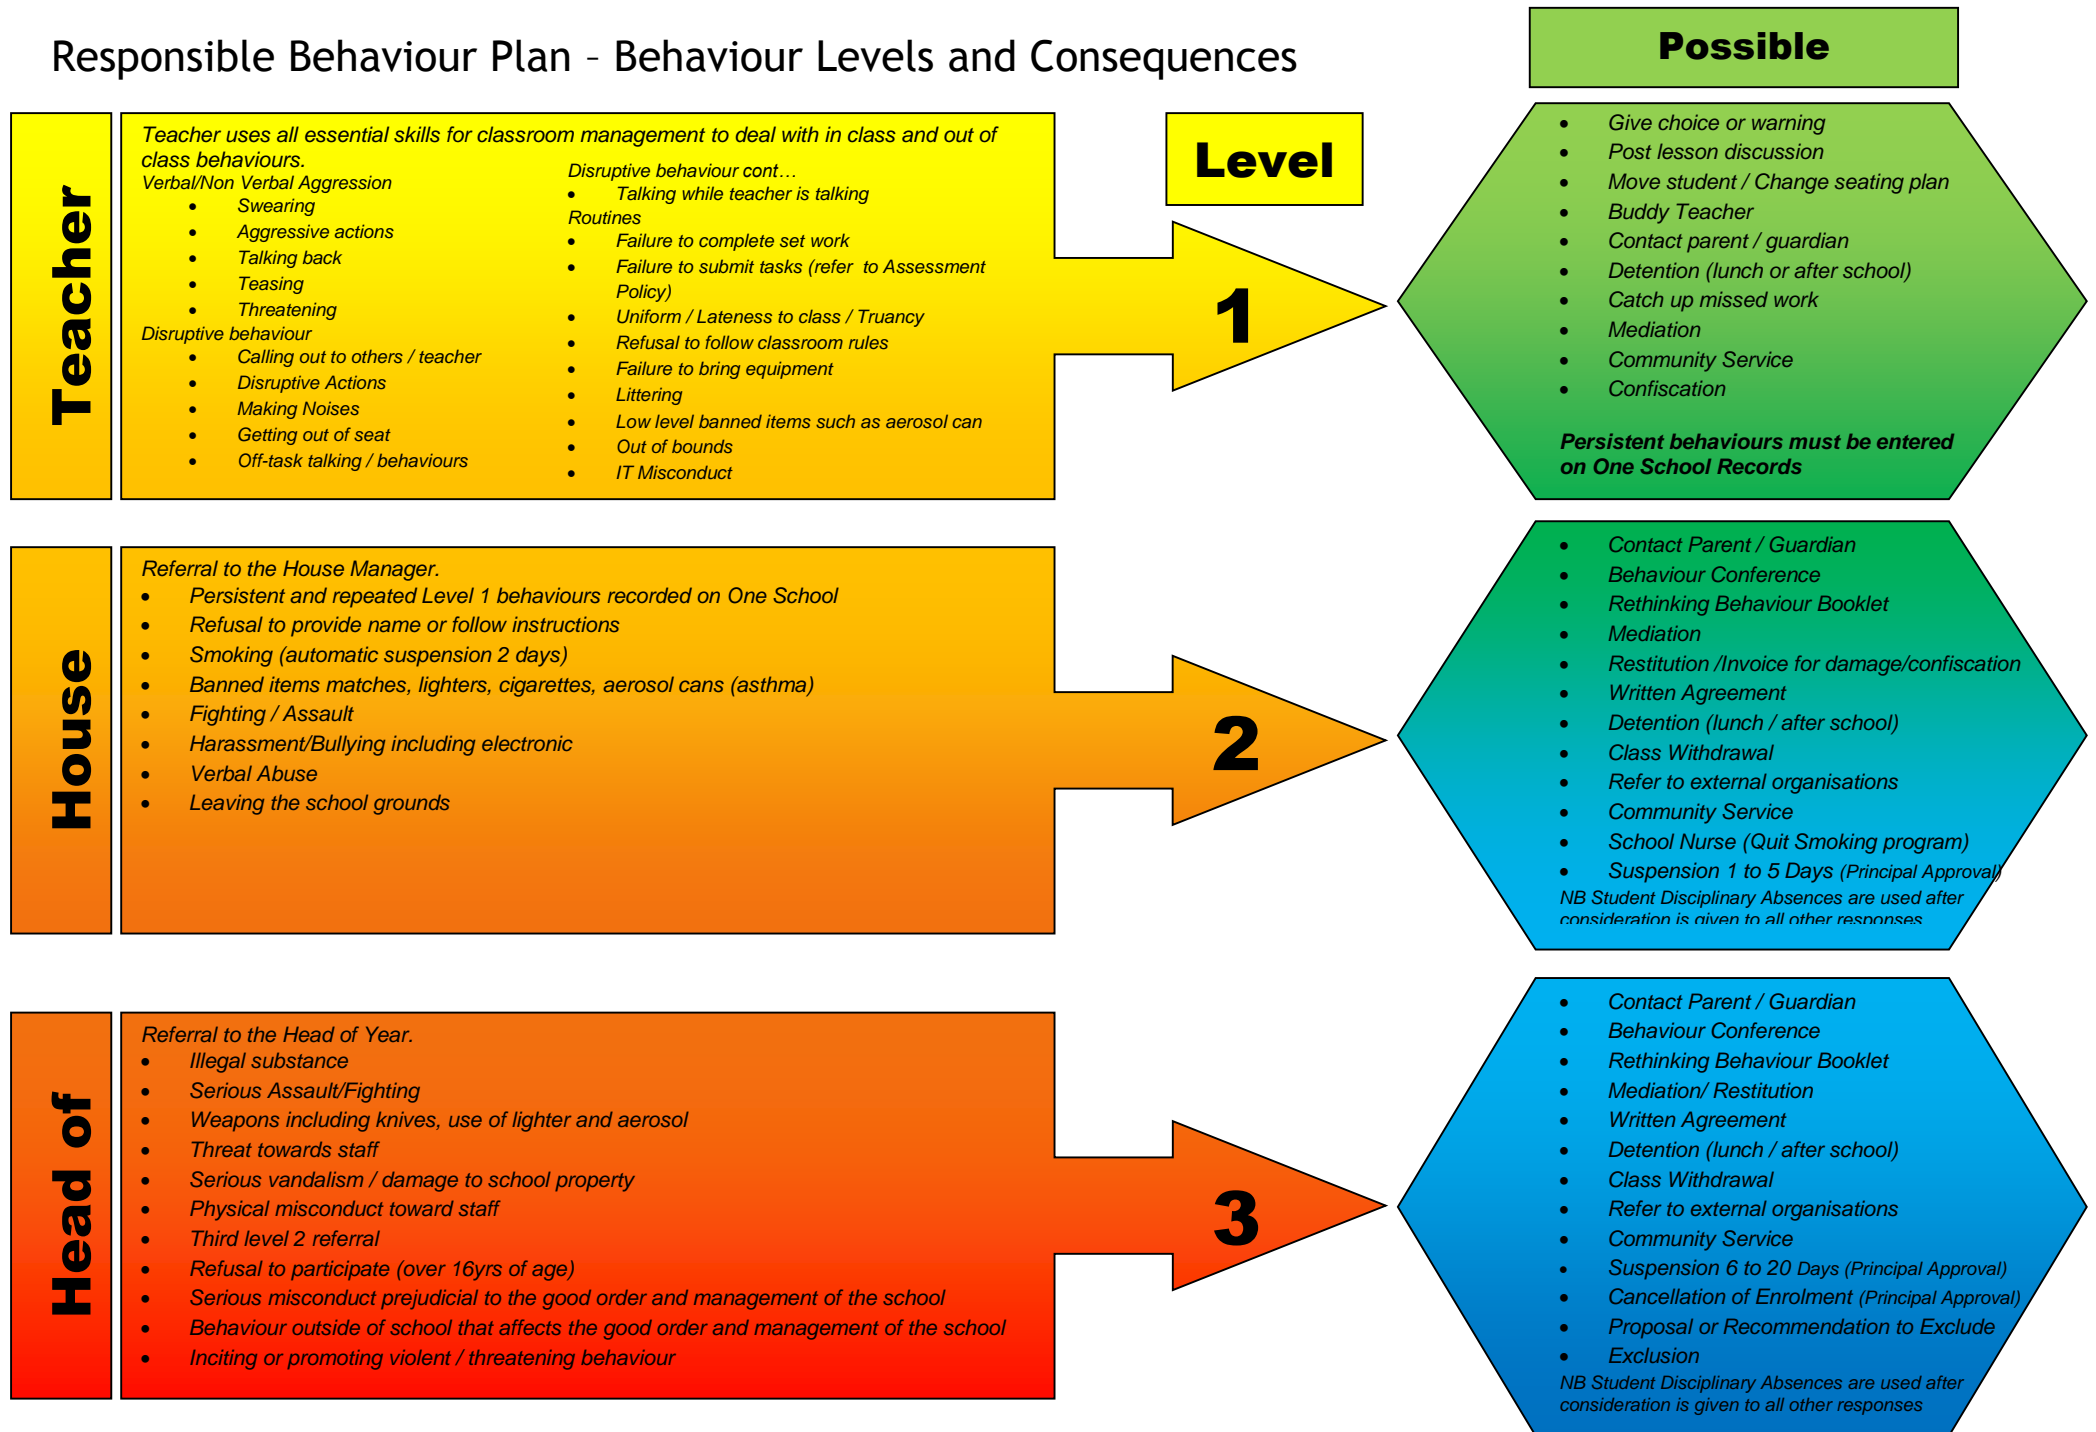 Responsible Behaviour Plan – Behaviour Levels and Consequences
Possible
Teacher
Teacher uses all essential skills for classroom management to deal with in class and out of
class behaviours.
Verbal/Non Verbal Aggression
• Swearing
• Aggressive actions
• Talking back
• Teasing
• Threatening
Disruptive behaviour
• Calling out to others / teacher
• Disruptive Actions
• Making Noises
• Getting out of seat
• Off-task talking / behaviours
Disruptive behaviour cont…
• Talking while teacher is talking
Routines
• Failure to complete set work
• Failure to submit tasks (refer to Assessment
Policy)
• Uniform / Lateness to class / Truancy
• Refusal to follow classroom rules
• Failure to bring equipment
• Littering
• Low level banned items such as aerosol can
• Out of bounds
• IT Misconduct
Level
1
• Give choice or warning
• Post lesson discussion
• Move student / Change seating plan
• Buddy Teacher
• Contact parent / guardian
• Detention (lunch or after school)
• Catch up missed work
• Mediation
• Community Service
• Confiscation
Persistent behaviours must be entered
on One School Records
House
Referral to the House Manager.
• Persistent and repeated Level 1 behaviours recorded on One School
• Refusal to provide name or follow instructions
• Smoking (automatic suspension 2 days)
• Banned items matches, lighters, cigarettes, aerosol cans (asthma)
• Fighting / Assault
• Harassment/Bullying including electronic
• Verbal Abuse
• Leaving the school grounds
2
• Contact Parent / Guardian
• Behaviour Conference
• Rethinking Behaviour Booklet
• Mediation
• Restitution /Invoice for damage/confiscation
• Written Agreement
• Detention (lunch / after school)
• Class Withdrawal
• Refer to external organisations
• Community Service
• School Nurse (Quit Smoking program)
• Suspension 1 to 5 Days (Principal Approval)
NB Student Disciplinary Absences are used after
consideration is given to all other responses
Head of
Referral to the Head of Year.
• Illegal substance
• Serious Assault/Fighting
• Weapons including knives, use of lighter and aerosol
• Threat towards staff
• Serious vandalism / damage to school property
• Physical misconduct toward staff
• Third level 2 referral
• Refusal to participate (over 16yrs of age)
• Serious misconduct prejudicial to the good order and management of the school
• Behaviour outside of school that affects the good order and management of the school
• Inciting or promoting violent / threatening behaviour
3
• Contact Parent / Guardian
• Behaviour Conference
• Rethinking Behaviour Booklet
• Mediation/ Restitution
• Written Agreement
• Detention (lunch / after school)
• Class Withdrawal
• Refer to external organisations
• Community Service
• Suspension 6 to 20 Days (Principal Approval)
• Cancellation of Enrolment (Principal Approval)
• Proposal or Recommendation to Exclude
• Exclusion
NB Student Disciplinary Absences are used after
consideration is given to all other responses